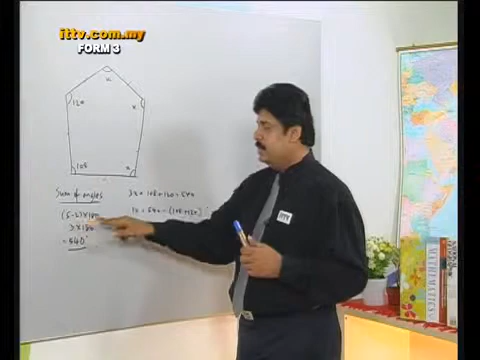 ittv.com.my
FORM 3
x
120
x
108
x
Sum of angles
3x + 108 + 120 = 540
(5-2)×180
3x = 540 - (108+120)
3×180
= 540°
ITTV
MATHEMATICS